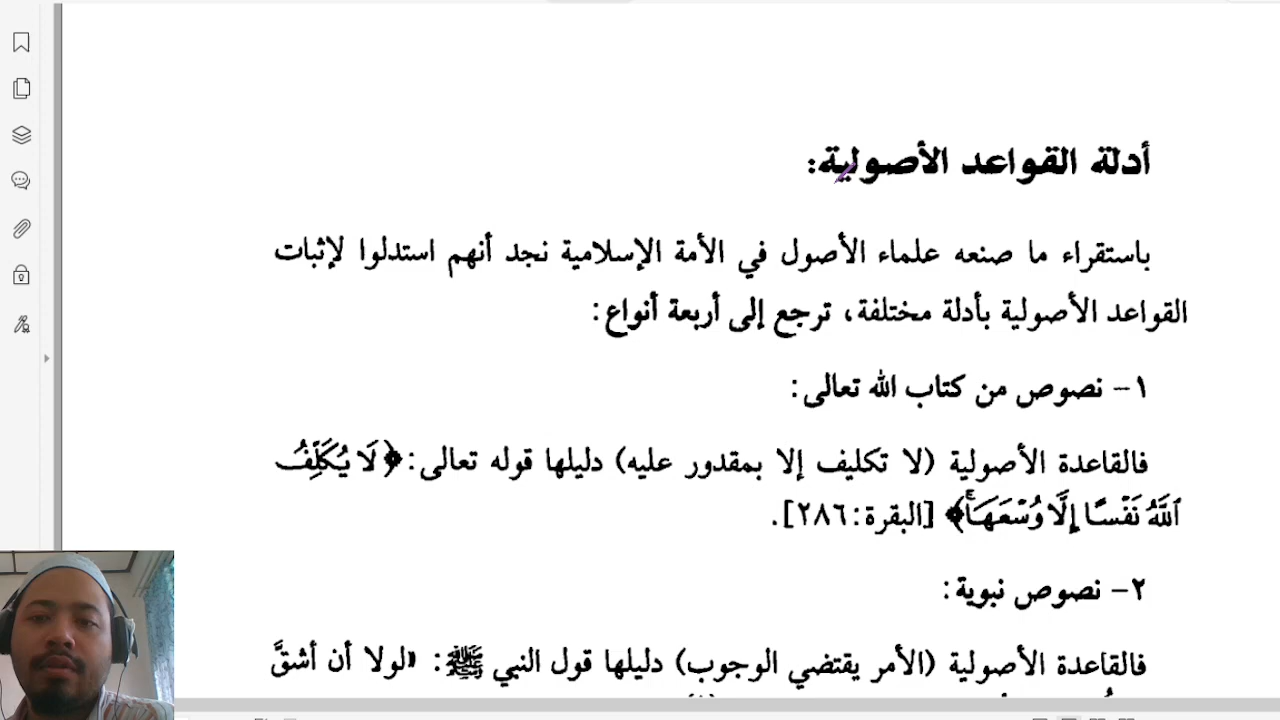 أدلة القواعد الأصولية:
باستقراء ما صنعه علماء الأصول في الأمة الإسلامية نجد أنهم استدلوا لإثبات
القواعد الأصولية بأدلة مختلفة، ترجع إلى أربعة أنواع:
١- نصوص من كتاب الله تعالى:
فالقاعدة الأصولية (لا تكليف إلا بمقدور عليه) دليلها قوله تعالى: ﴿لَا يُكَلِّفُ
ٱللَّهُ نَفْسًا إِلَّا وُسْعَهَا﴾ [البقرة:٢٨٦].
٢- نصوص نبوية:
فالقاعدة الأصولية (الأمر يقتضي الوجوب) دليلها قول النبي ﷺ: «لولا أن أشقَّ